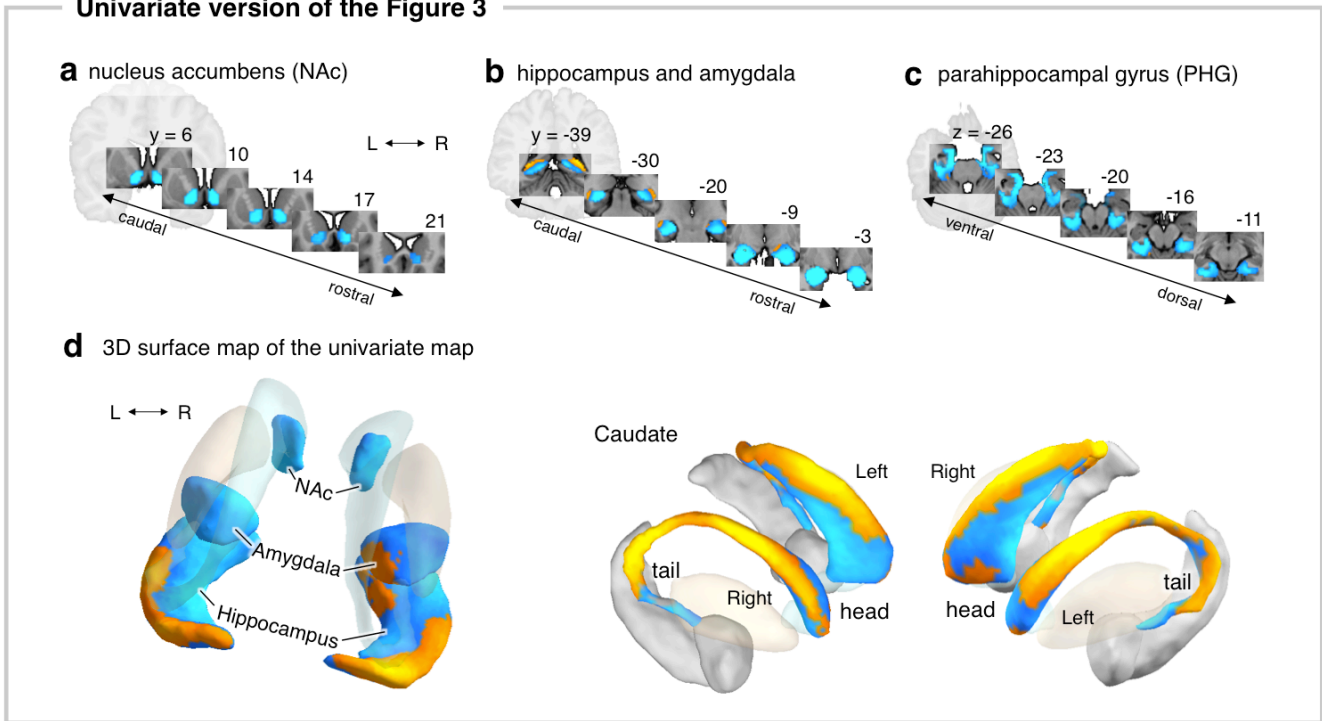 Univariate version of the Figure 3
a nucleus accumbens (NAc)
y = 6
10
14
17
21
L R
caudal
rostral
b hippocampus and amygdala
y = -39
-30
-20
-9
-3
caudal
rostral
c parahippocampal gyrus (PHG)
z = -26
-23
-20
-16
-11
ventral
dorsal
d 3D surface map of the univariate map
L R
NAc
Amygdala
Hippocampus
Caudate
Left
tail
Right
head
Right
head
Left
tail